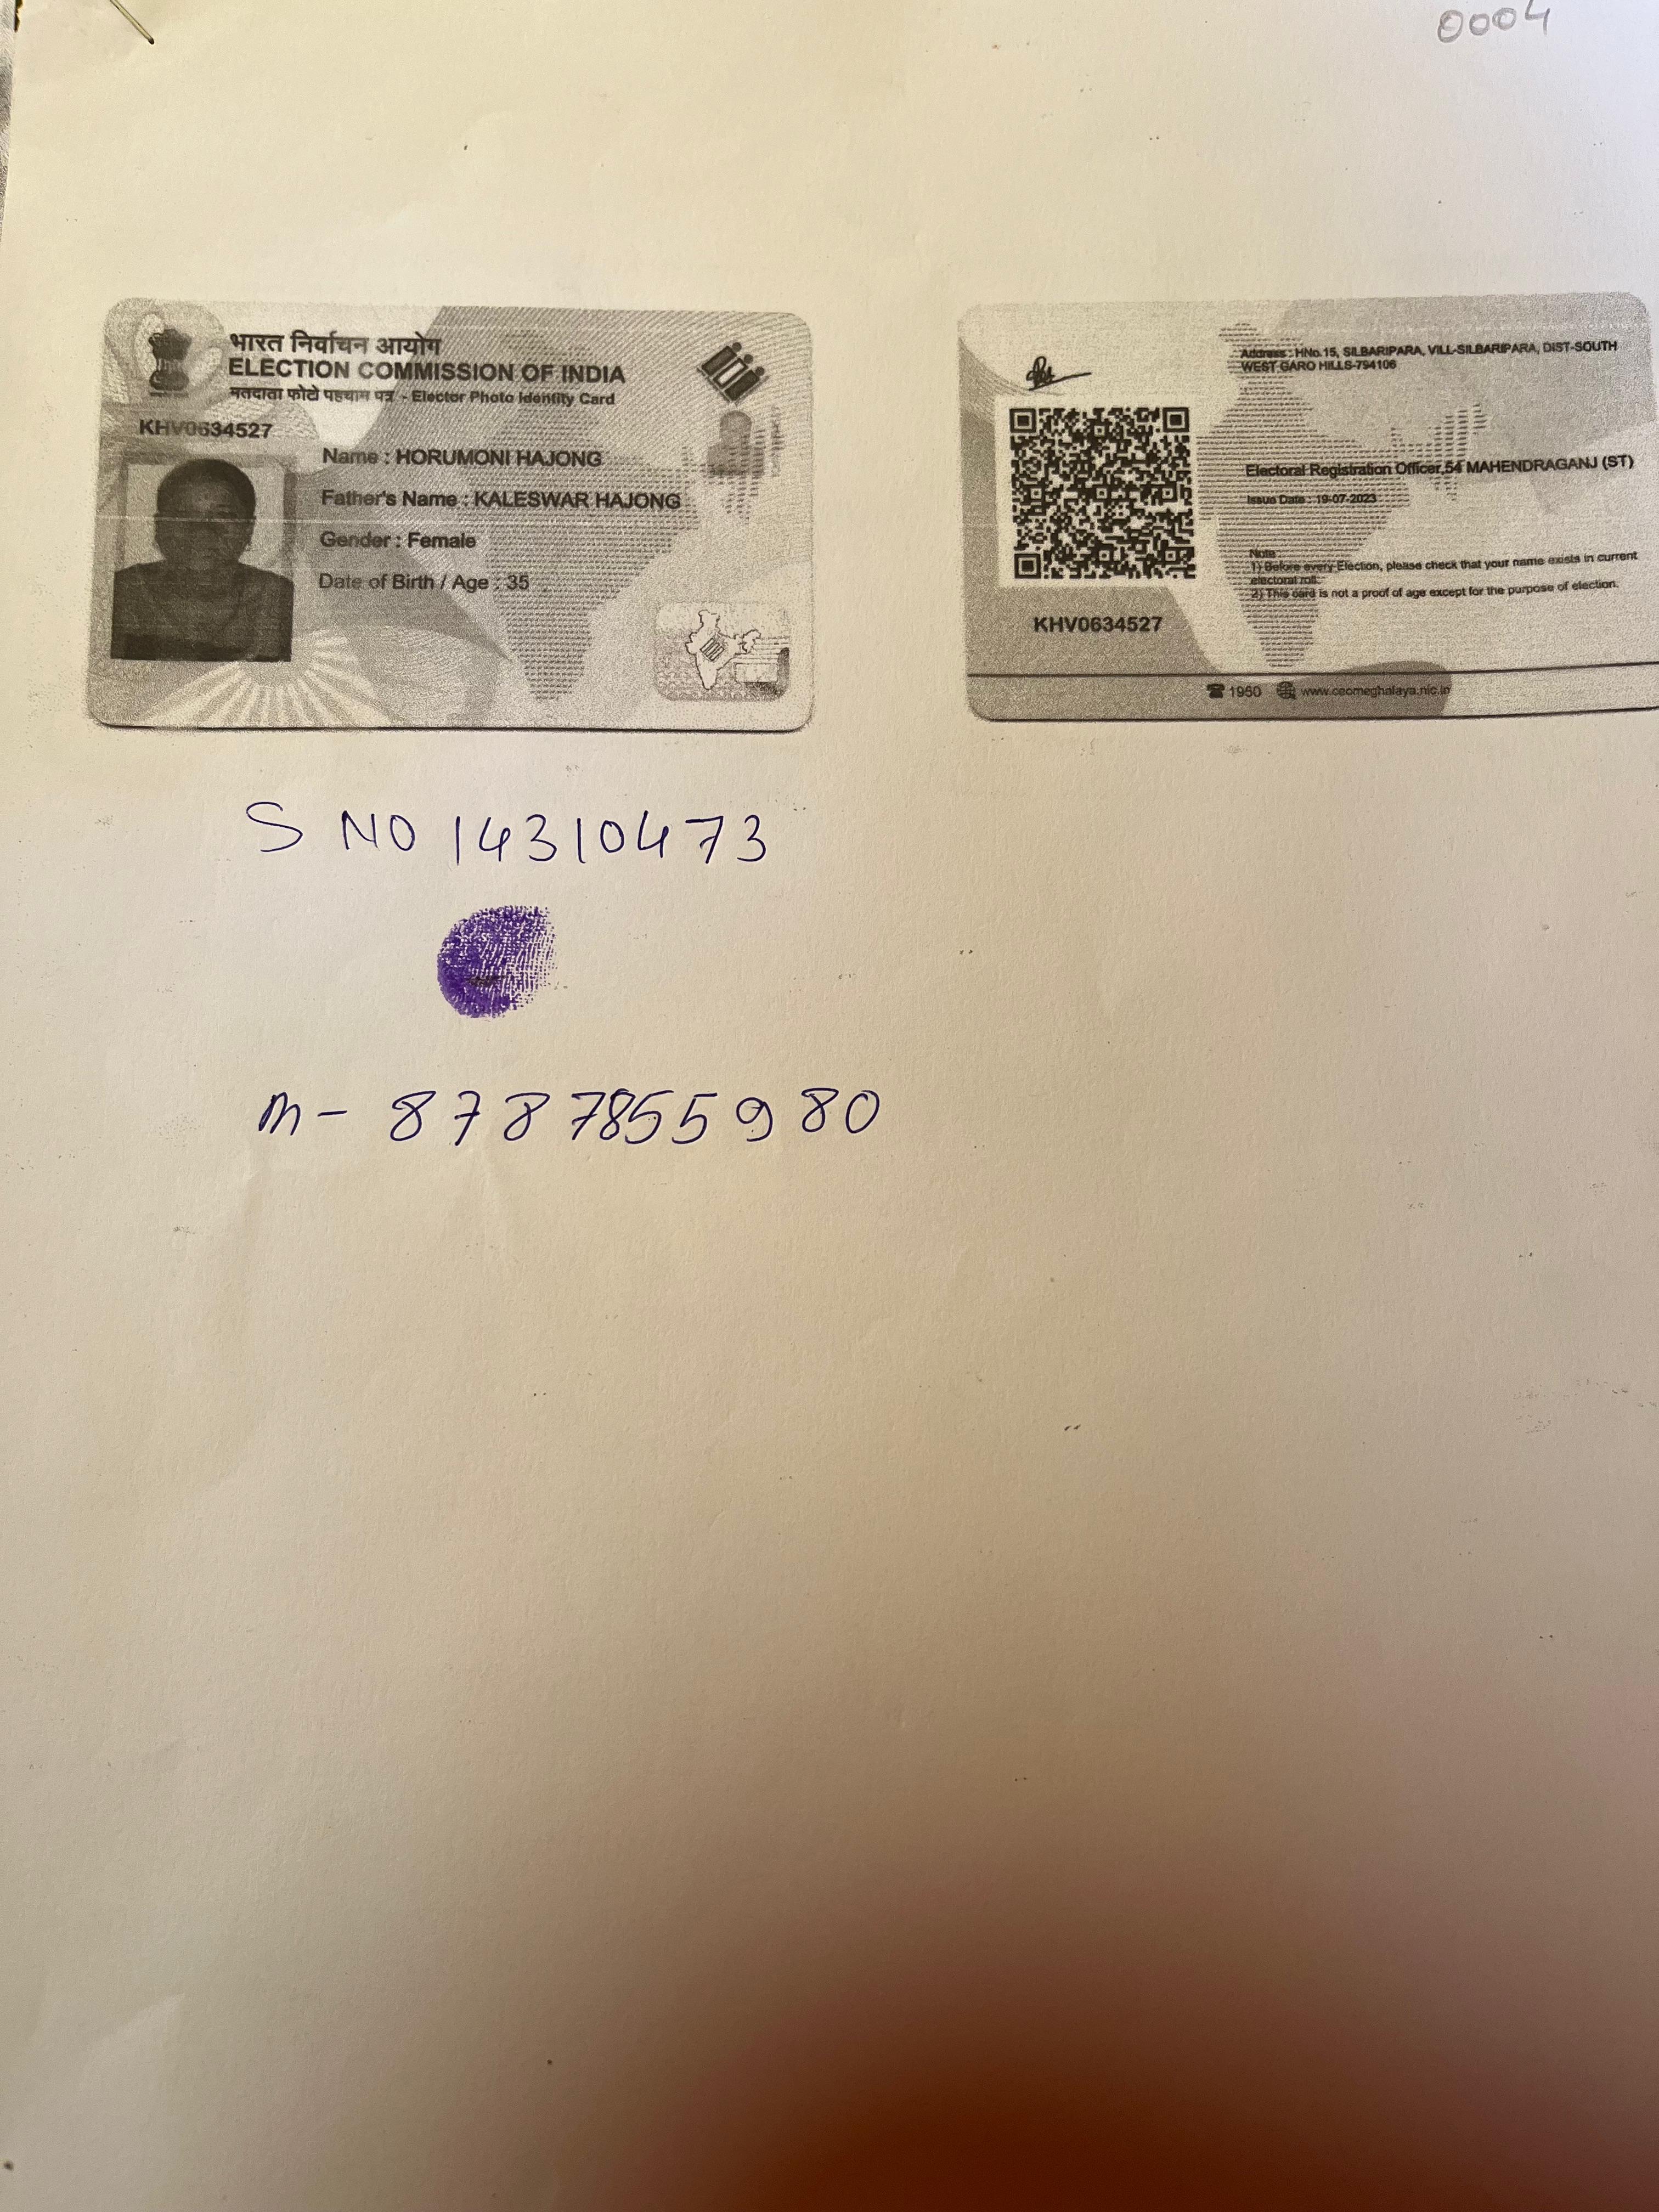 0004
भारत निर्वाचन आयोग
ELECTION COMMISSION OF INDIA
मतदाता फोटो पहचान पत्र - Elector Photo Identity Card
KHV0634527
Name : HORUMONI HAJONG
Father's Name : KALESWAR HAJONG
Gender : Female
Date of Birth / Age : 35
Address : HNo.15, SILBARIPARA, VILL-SILBARIPARA, DIST-SOUTH
WEST GARO HILLS-794106
Electoral Registration Officer,54 MAHENDRAGANJ (ST)
Issue Date : 19-07-2023
Note
1) Before every Election, please check that your name exists in current
electoral roll.
2) This card is not a proof of age except for the purpose of election.
KHV0634527
1950 www.ceomeghalaya.nic.in
S NO 14310473
m- 8787855980